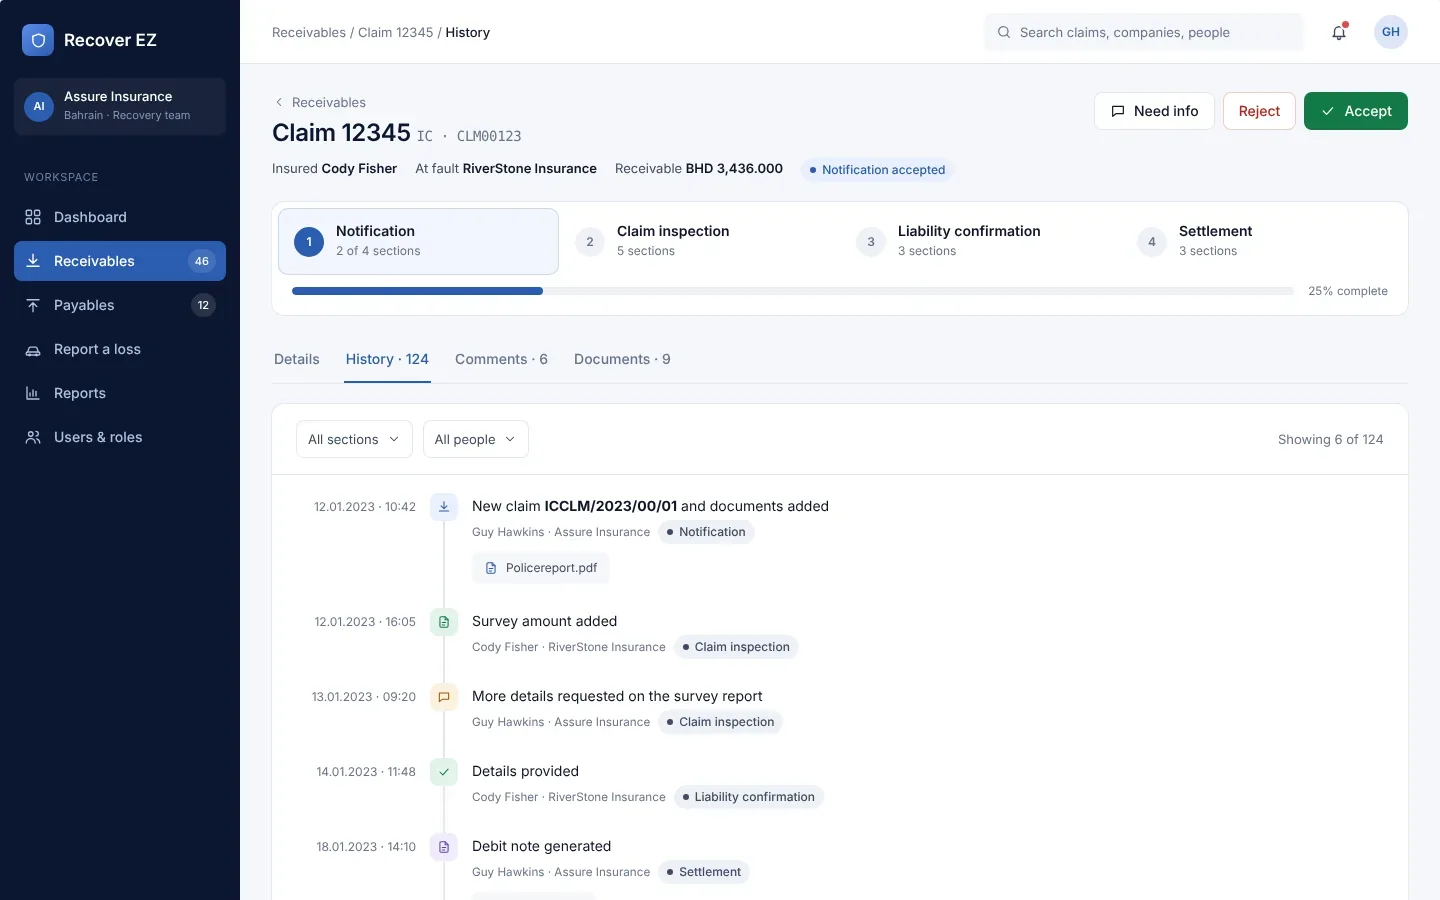 Recover EZ
AI
Assure Insurance
Bahrain · Recovery team
WORKSPACE
Dashboard
Receivables 46
Payables 12
Report a loss
Reports
Users & roles
Receivables / Claim 12345 / History
Search claims, companies, people
GH
Receivables
Claim 12345 IC · CLM00123
Need info
Reject
Accept
Insured Cody Fisher At fault RiverStone Insurance Receivable BHD 3,436.000 Notification accepted
1 Notification
2 of 4 sections
2 Claim inspection
5 sections
3 Liability confirmation
3 sections
4 Settlement
3 sections
25% complete
Details History · 124 Comments · 6 Documents · 9
All sections All people Showing 6 of 124
12.01.2023 · 10:42 New claim ICCLM/2023/00/01 and documents added
Guy Hawkins · Assure Insurance Notification
Policereport.pdf
12.01.2023 · 16:05 Survey amount added
Cody Fisher · RiverStone Insurance Claim inspection
13.01.2023 · 09:20 More details requested on the survey report
Guy Hawkins · Assure Insurance Claim inspection
14.01.2023 · 11:48 Details provided
Cody Fisher · RiverStone Insurance Liability confirmation
18.01.2023 · 14:10 Debit note generated
Guy Hawkins · Assure Insurance Settlement